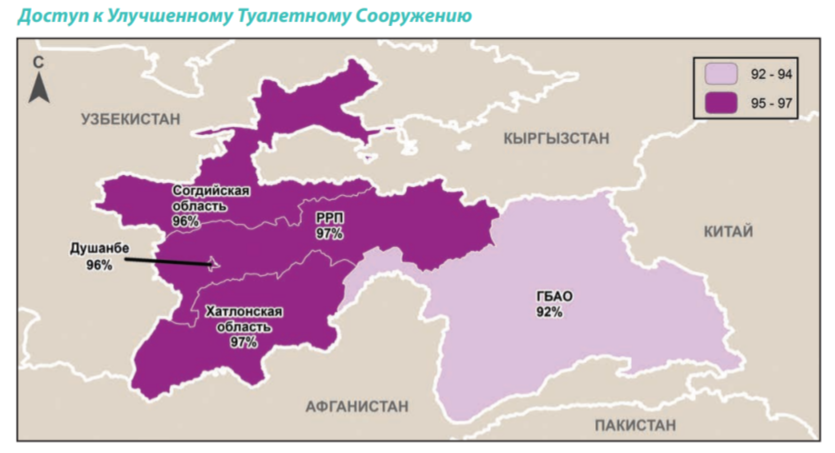 Доступ к Улучшенному Туалетному Сооружению
С
92 - 94
95 - 97
УЗБЕКИСТАН
КЫРГЫЗСТАН
Согдийская
область
96%
РРП
97%
КИТАЙ
Душанбе
96%
ГБАО
92%
Хатлонская
область
97%
АФГАНИСТАН
ПАКИСТАН